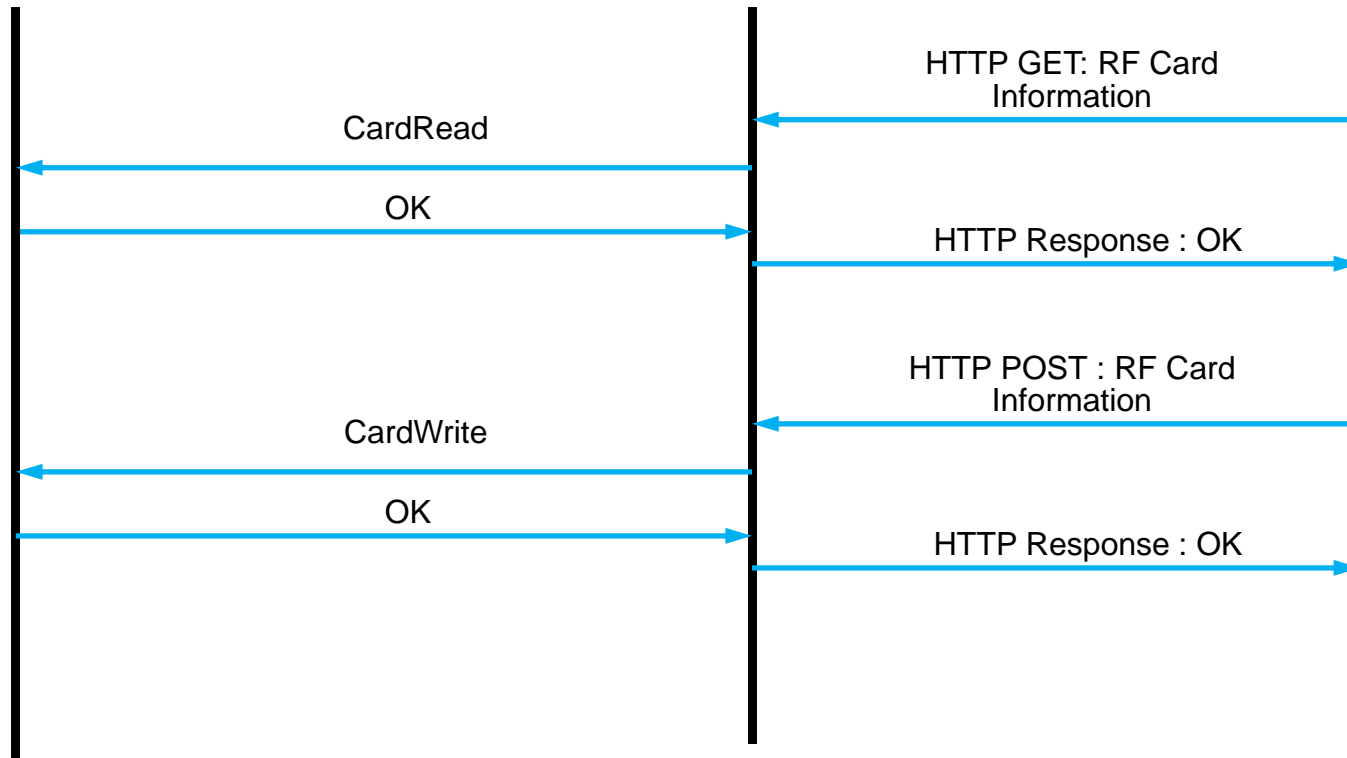 HTTP GET: RF Card
Information
CardRead
OK
HTTP Response : OK
HTTP POST : RF Card
Information
CardWrite
OK
HTTP Response : OK